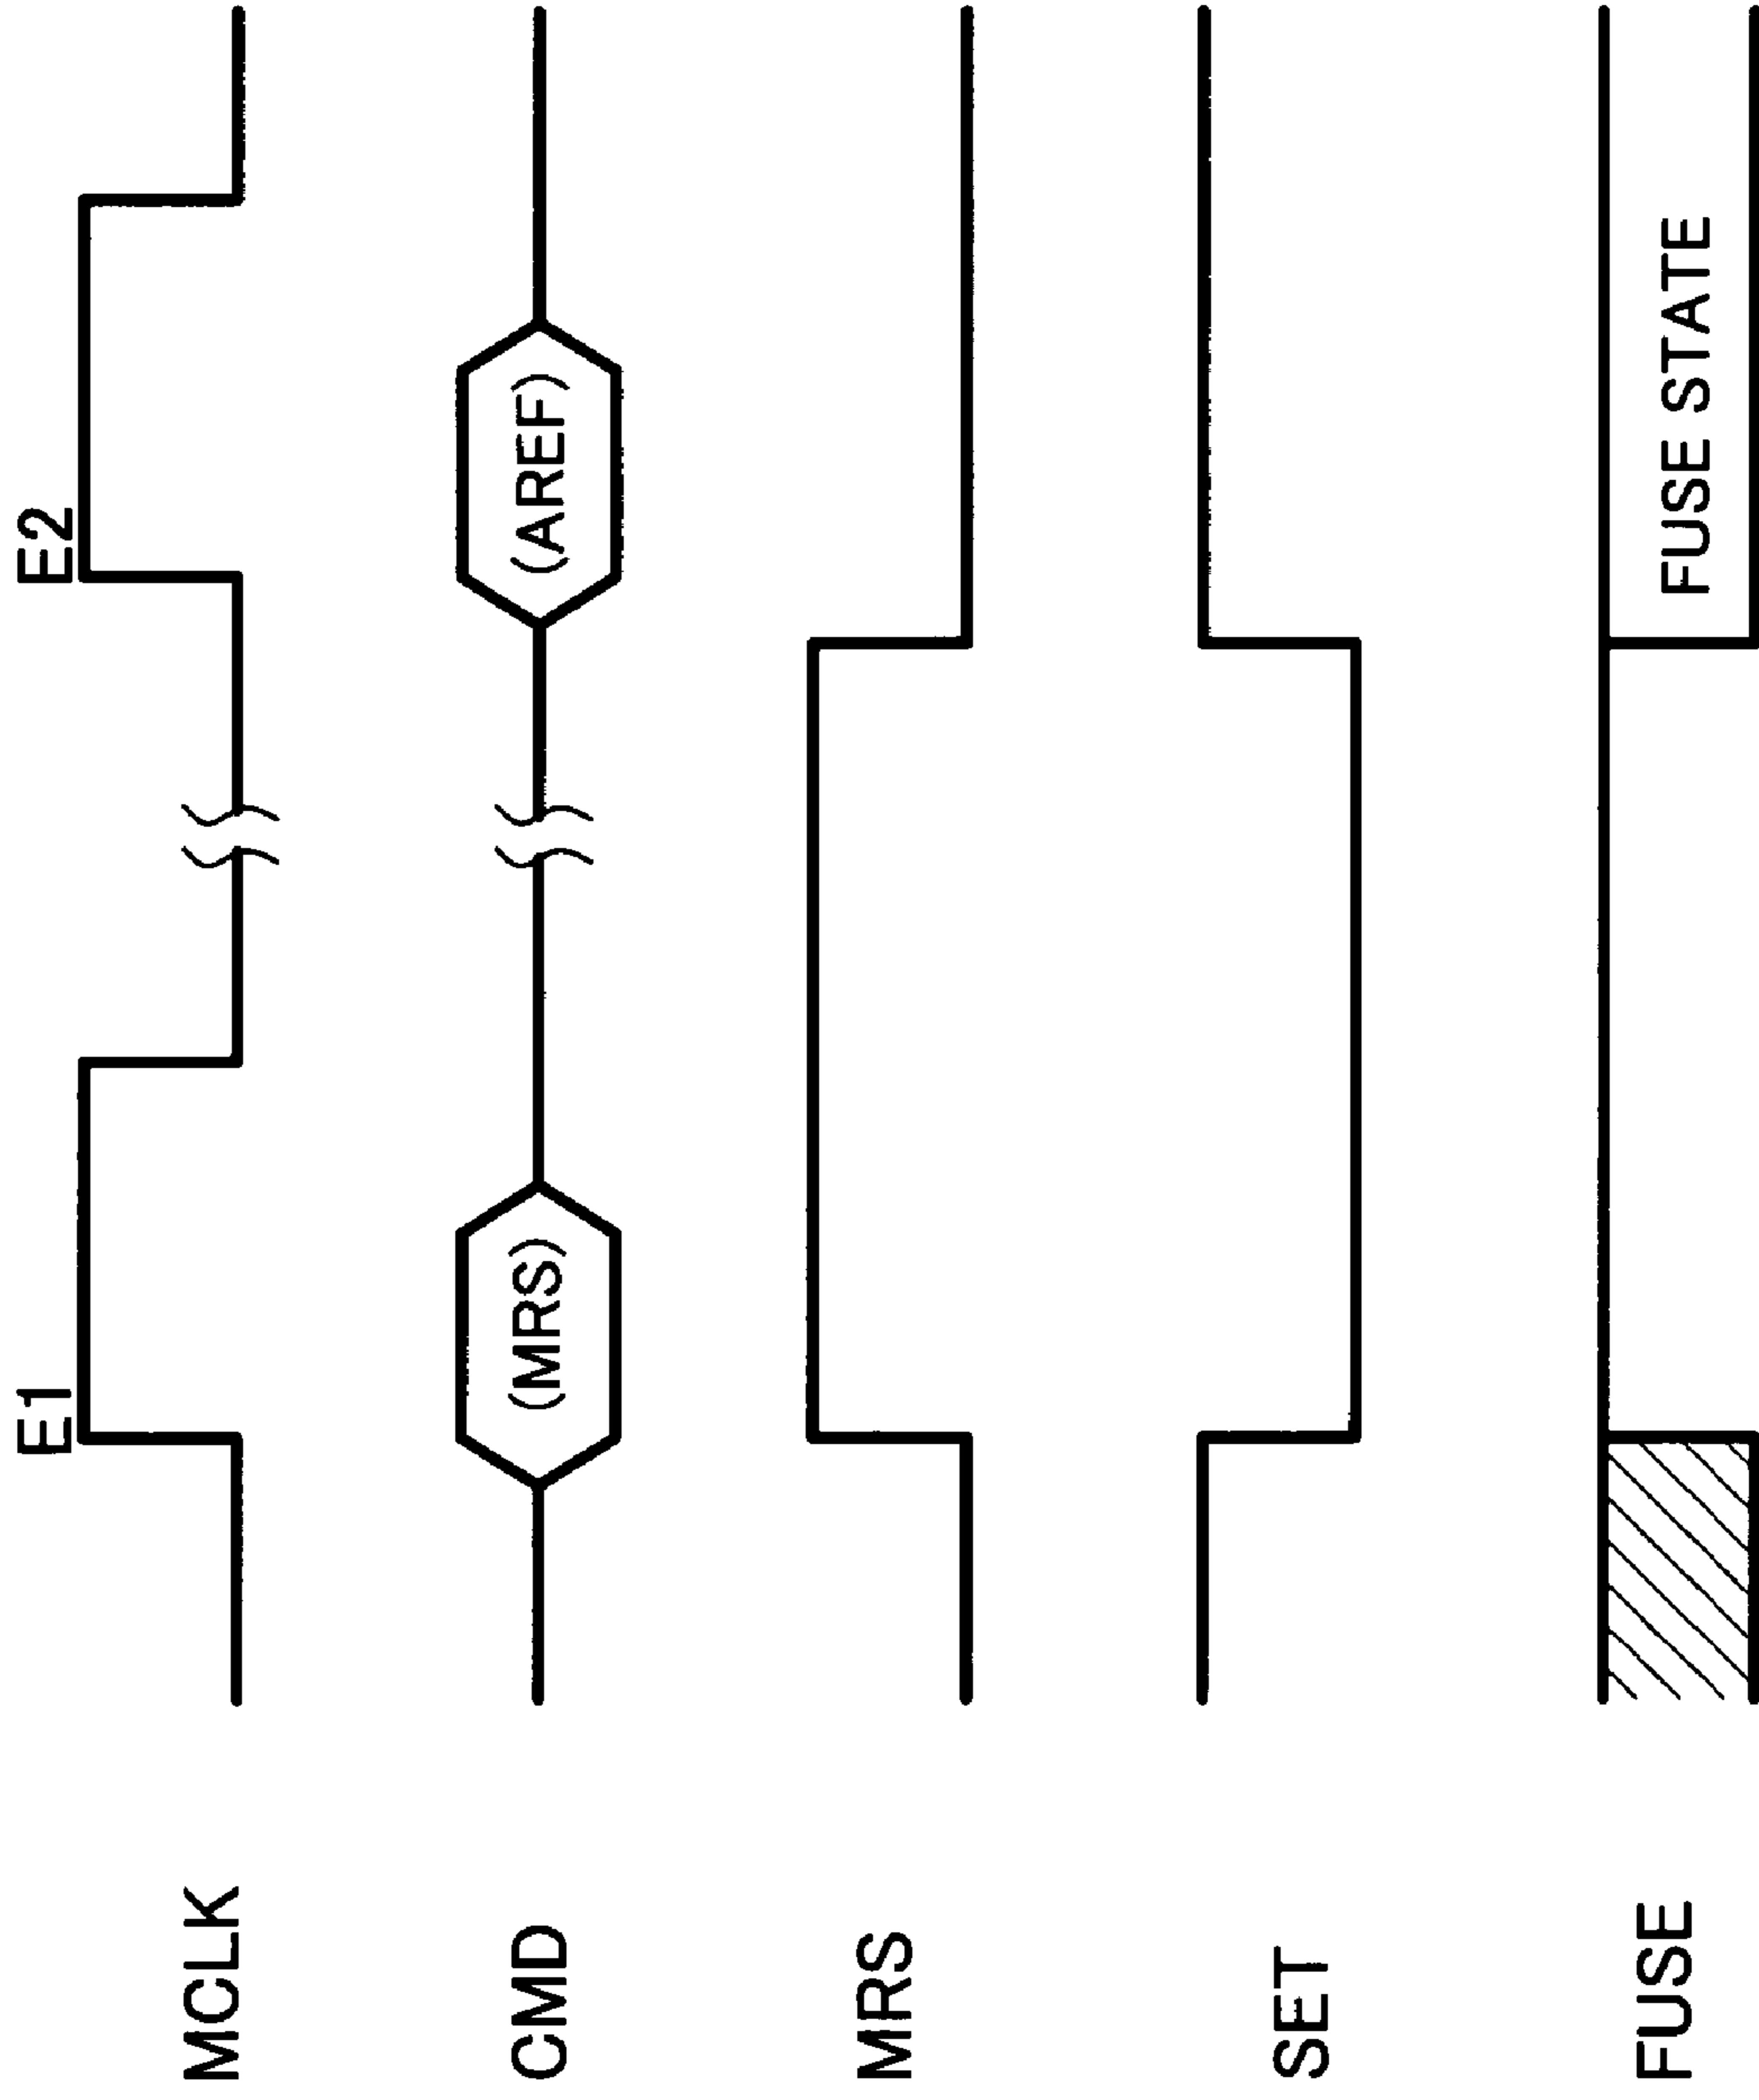 E1
E2
MCLK
CMD
(MRS)
(AREF)
MRS
SET
FUSE
FUSE STATE